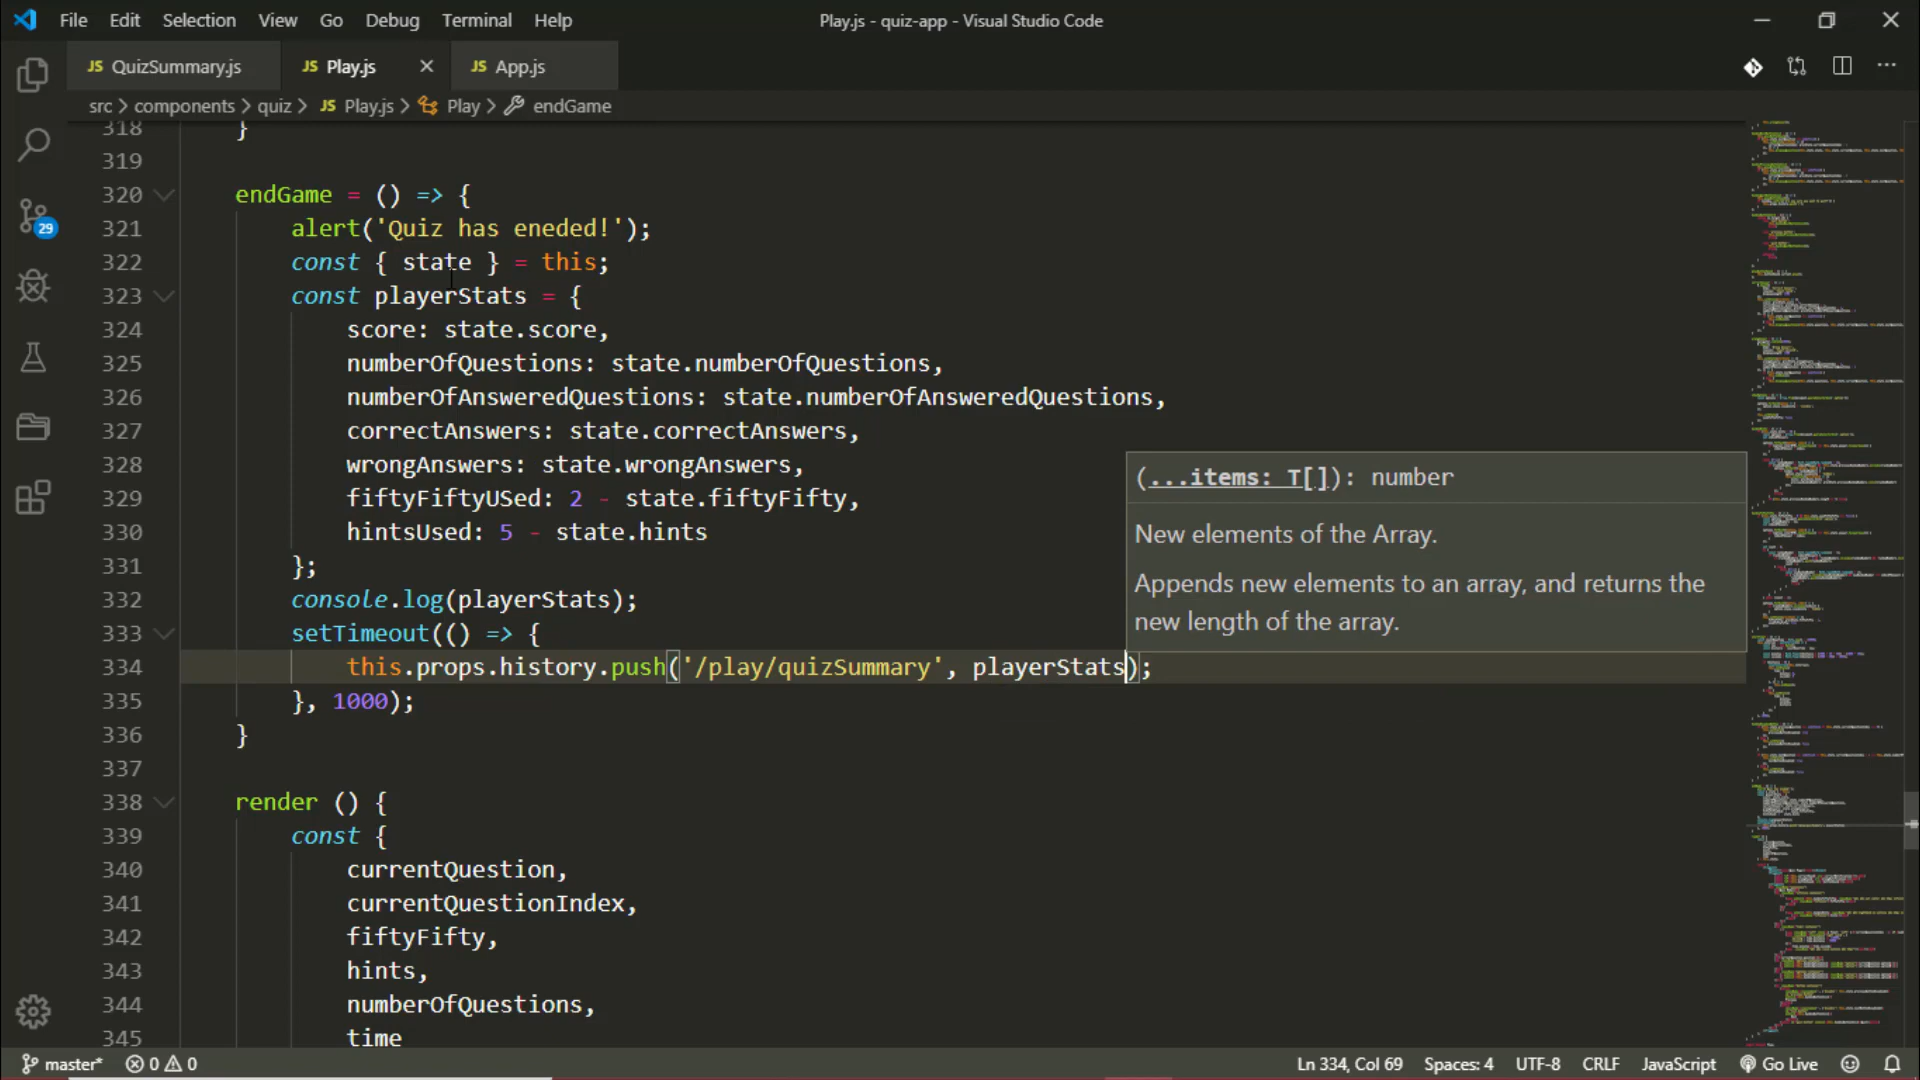 File Edit Selection View Go Debug Terminal Help Play.js - quiz-app - Visual Studio Code
JS QuizSummary.js JS Play.js JS App.js
src > components > quiz > JS Play.js > Play > endGame
318 }
319
320 endGame = () => {
321 alert('Quiz has eneded!');
322 const { state } = this;
323 const playerStats = {
324 score: state.score,
325 numberOfQuestions: state.numberOfQuestions,
326 numberOfAnsweredQuestions: state.numberOfAnsweredQuestions,
327 correctAnswers: state.correctAnswers,
328 wrongAnswers: state.wrongAnswers,
329 fiftyFiftyUSed: 2 - state.fiftyFifty,
330 hintsUsed: 5 - state.hints
331 };
332 console.log(playerStats);
333 setTimeout(() => {
334 this.props.history.push('/play/quizSummary', playerStats);
335 }, 1000);
336 }
337
338 render () {
339 const {
340 currentQuestion,
341 currentQuestionIndex,
342 fiftyFifty,
343 hints,
344 numberOfQuestions,
345 time
(...items: T[]): number
New elements of the Array.
Appends new elements to an array, and returns the
new length of the array.
29
master* 0 0 Ln 334, Col 69 Spaces: 4 UTF-8 CRLF JavaScript Go Live